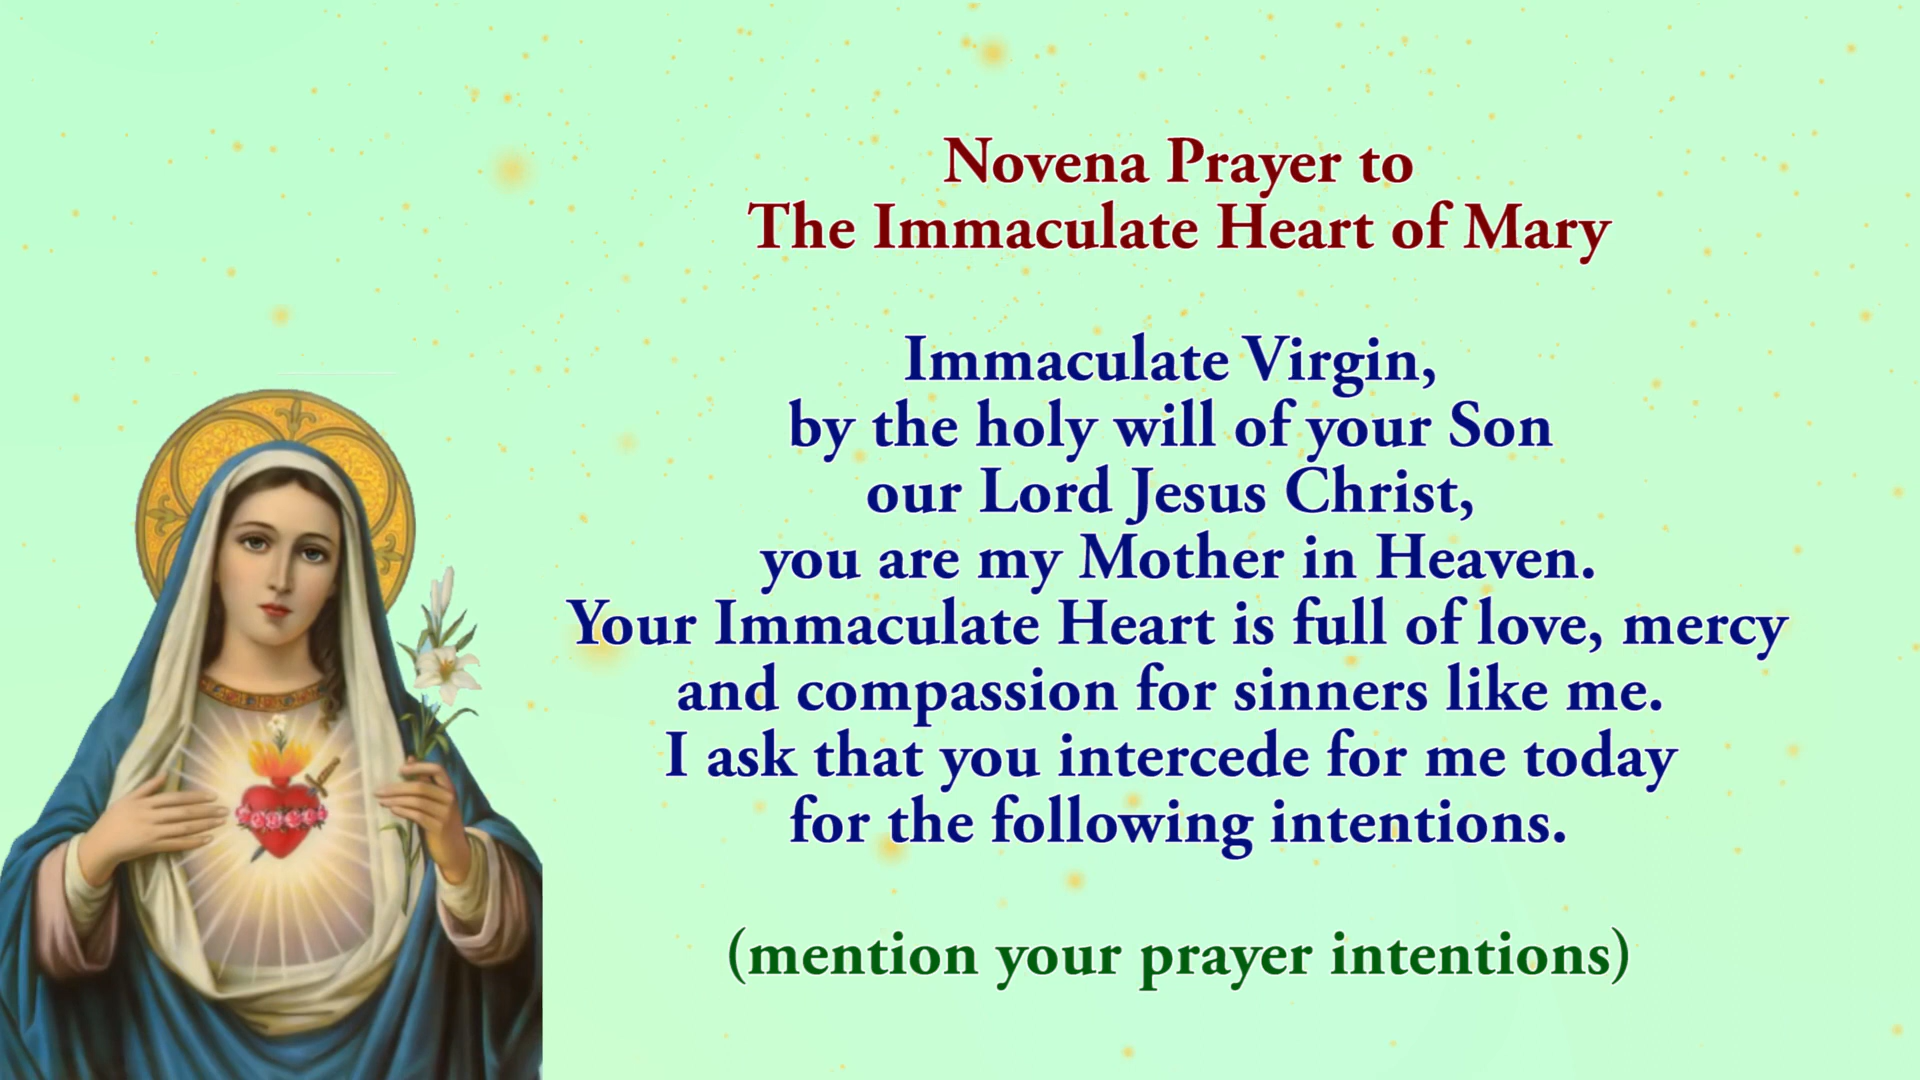 Novena Prayer to
The Immaculate Heart of Mary
Immaculate Virgin,
by the holy will of your Son
our Lord Jesus Christ,
you are my Mother in Heaven.
Your Immaculate Heart is full of love, mercy
and compassion for sinners like me.
I ask that you intercede for me today
for the following intentions.
(mention your prayer intentions)